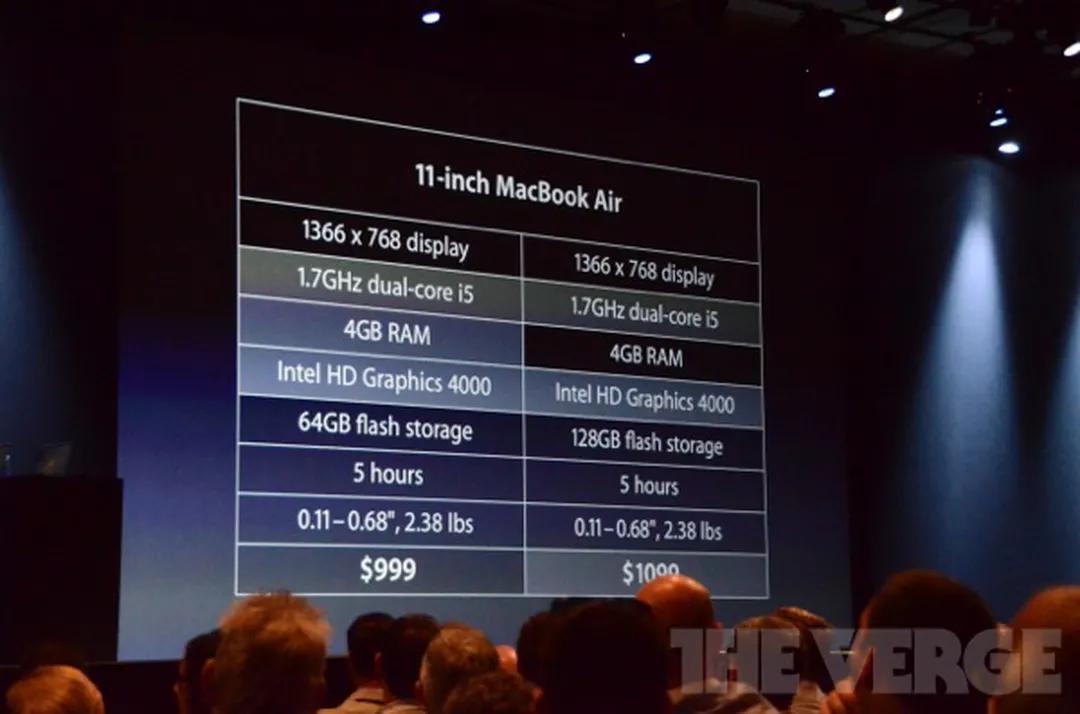 11-inch MacBook Air
1366 x 768 display
1366 x 768 display
1.7GHz dual-core i5
1.7GHz dual-core i5
4GB RAM
4GB RAM
Intel HD Graphics 4000
Intel HD Graphics 4000
64GB flash storage
128GB flash storage
5 hours
5 hours
0.11–0.68", 2.38 lbs
0.11–0.68", 2.38 lbs
$999
$1099
THE VERGE